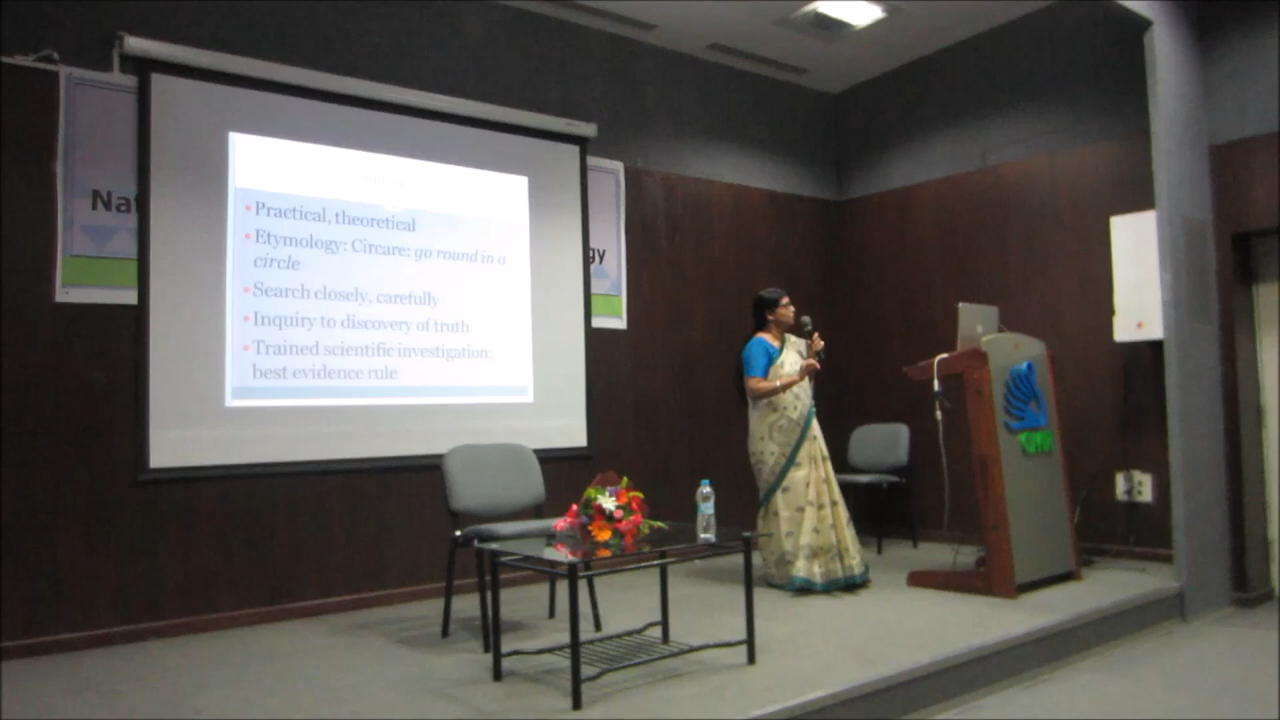 Nat
gy
• Practical, theoretical
• Etymology: Circare: go round in a
circle
• Search closely, carefully
• Inquiry to discovery of truth
• Trained scientific investigation:
best evidence rule